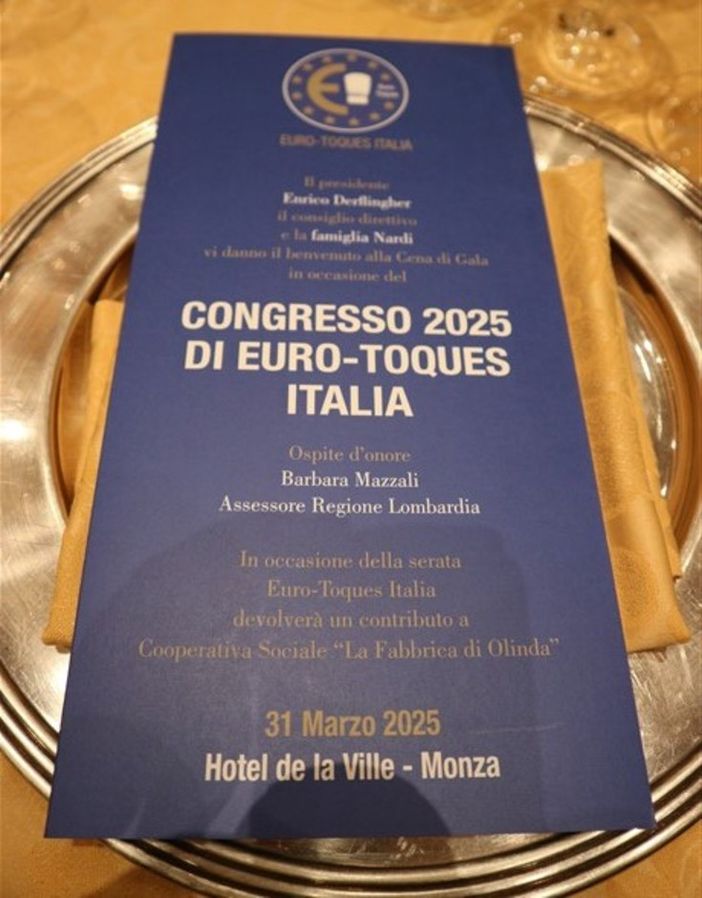 EURO-TOQUES ITALIA
Il presidente
Enrico Derflingher
il consiglio direttivo
e la famiglia Nardi
vi danno il benvenuto alla Cena di Gala
in occasione del
CONGRESSO 2025
DI EURO-TOQUES
ITALIA
Ospite d'onore
Barbara Mazzali
Assessore Regione Lombardia
In occasione della serata
Euro-Toques Italia
devolverà un contributo a
Cooperativa Sociale “La Fabbrica di Olinda”
31 Marzo 2025
Hotel de la Ville - Monza